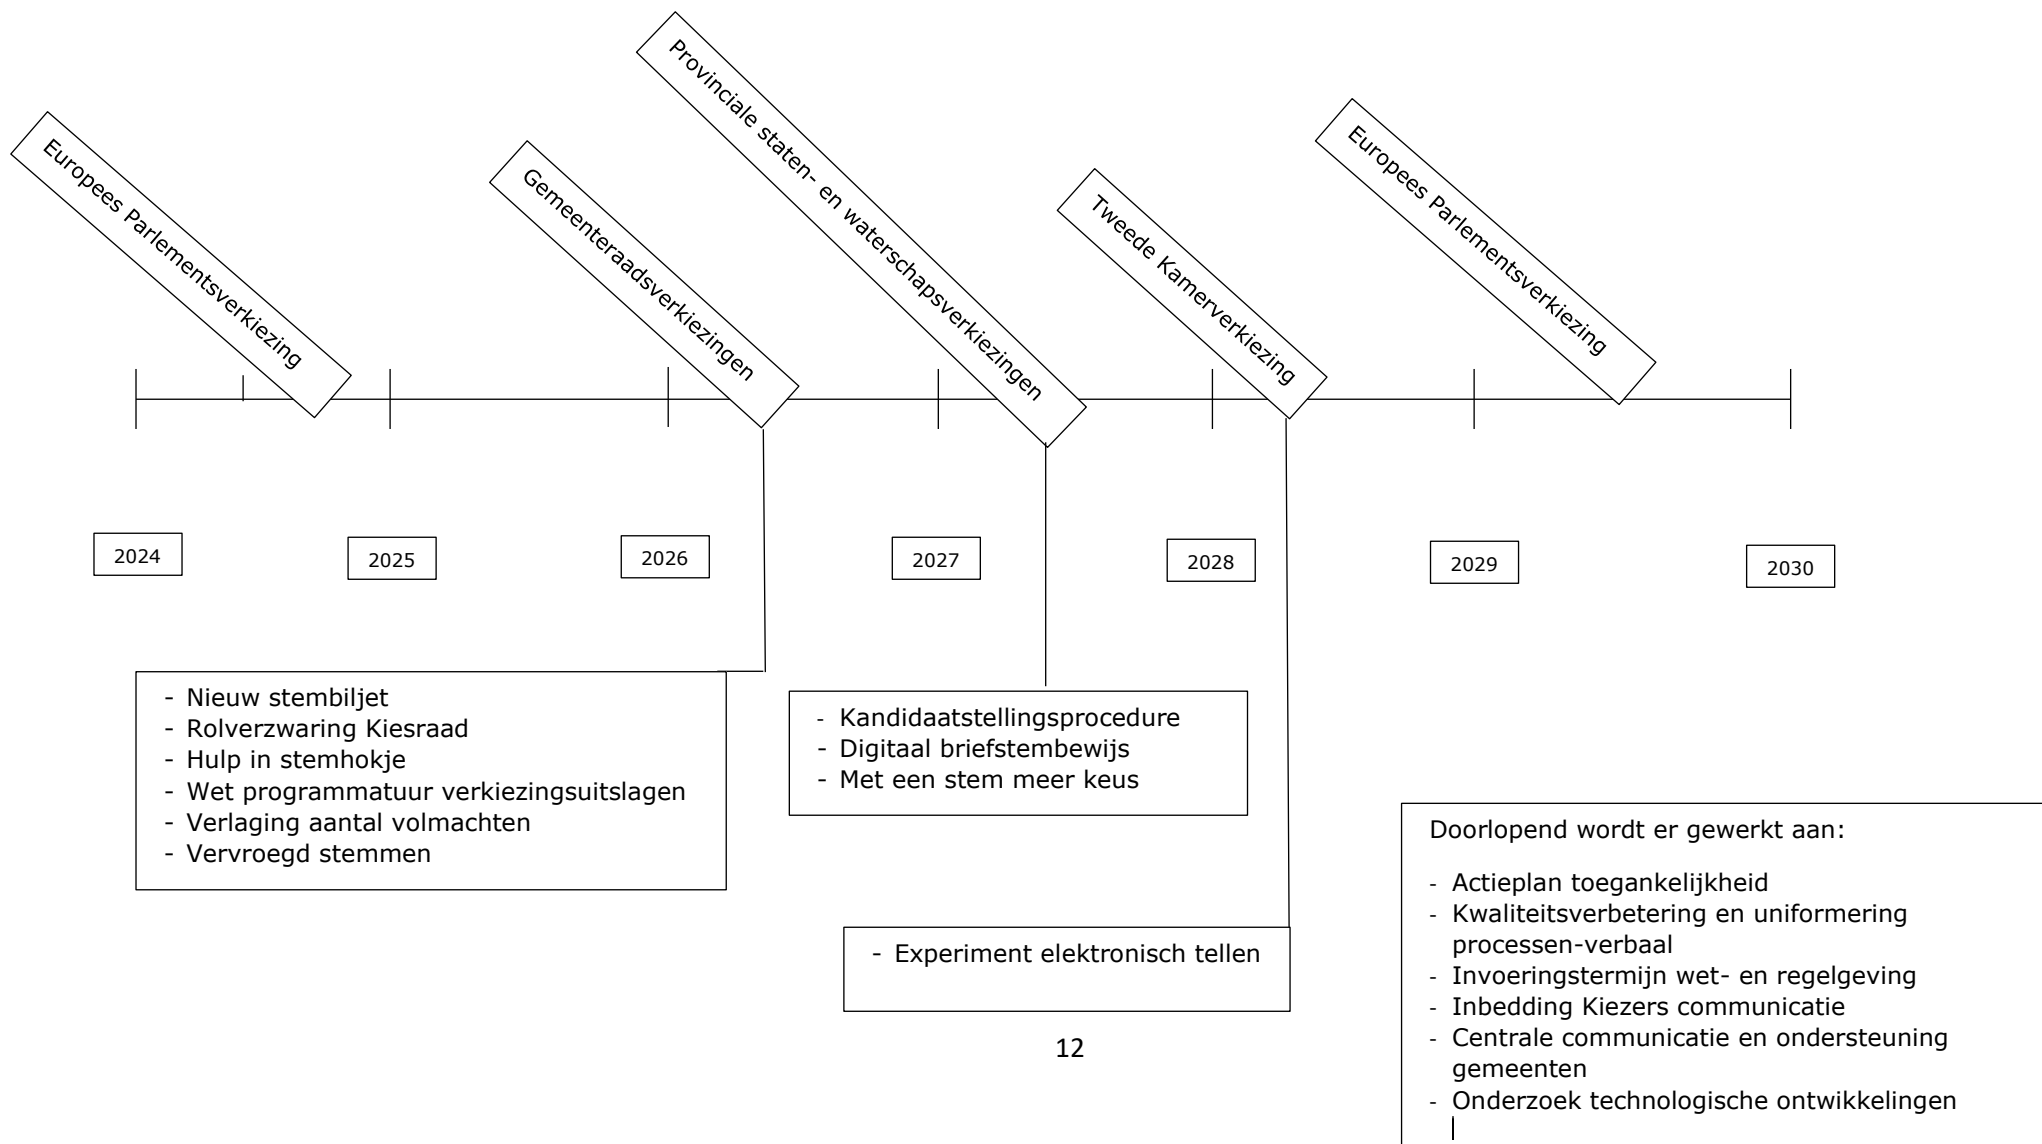 Europees Parlementsverkiezing
Gemeenteraadsverkiezingen
Provinciale staten- en waterschapsverkiezingen
Tweede Kamerverkiezing
Europees Parlementsverkiezing
2024
2025
2026
2027
2028
2029
2030
- Nieuw stembiljet
- Rolverzwaring Kiesraad
- Hulp in stemhokje
- Wet programmatuur verkiezingsuitslagen
- Verlaging aantal volmachten
- Vervroegd stemmen
- Kandidaatstellingsprocedure
- Digitaal briefstembewijs
- Met een stem meer keus
- Experiment elektronisch tellen
Doorlopend wordt er gewerkt aan:
- Actieplan toegankelijkheid
- Kwaliteitsverbetering en uniformering
processen-verbaal
- Invoeringstermijn wet- en regelgeving
- Inbedding Kiezers communicatie
- Centrale communicatie en ondersteuning
gemeenten
- Onderzoek technologische ontwikkelingen
12